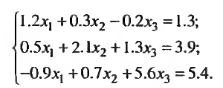 1.2x₁ + 0.3x₂ − 0.2x₃ = 1.3;
0.5x₁ + 2.1x₂ + 1.3x₃ = 3.9;
−0.9x₁ + 0.7x₂ + 5.6x₃ = 5.4.